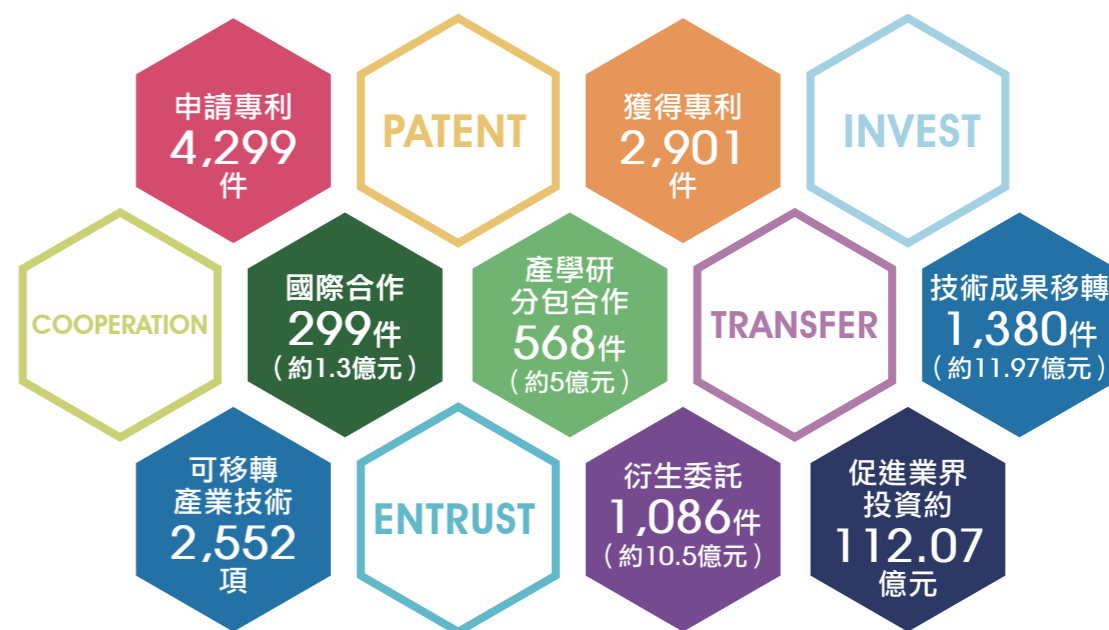 申請專利
4,299
件
PATENT
獲得專利
2,901
件
INVEST
COOPERATION
國際合作
299件
（約1.3億元）
產學研
分包合作
568件
（約5億元）
TRANSFER
技術成果移轉
1,380件
（約11.97億元）
可移轉
產業技術
2,552
項
ENTRUST
衍生委託
1,086件
（約10.5億元）
促進業界
投資約
112.07
億元